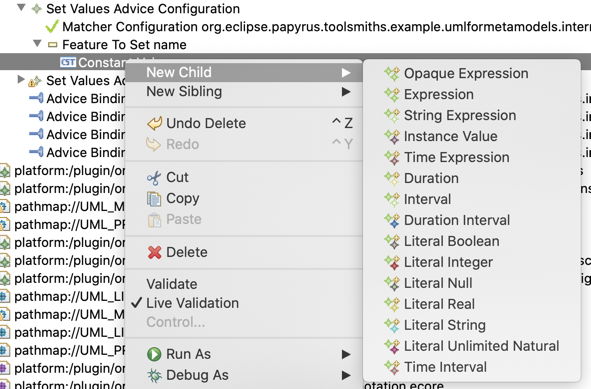 Set Values Advice Configuration
Matcher Configuration org.eclipse.papyrus.toolsmiths.example.umlformetamodels.intern
Feature To Set name
CST Constant
Set Values Ad
Advice Bindin
Advice Bindin
Advice Bindin
Advice Bindin
platform:/plugin/or
platform:/plugin/or
pathmap://UML_M
pathmap://UML_PF
platform:/plugin/or
platform:/plugin/or
platform:/plugin/or
pathmap://UML_LI
pathmap://UML_M
pathmap://UML_LI
pathmap://UML_PF
platform:/plugin/or
New Child
New Sibling
Undo Delete ^ Z
Redo ^ Y
Cut
Copy
Paste
Delete
Validate
✓ Live Validation
Control...
Run As
Debug As
Opaque Expression
Expression
String Expression
Instance Value
Time Expression
Duration
Interval
Duration Interval
Literal Boolean
Literal Integer
Literal Null
Literal Real
Literal String
Literal Unlimited Natural
Time Interval
otation.ecore